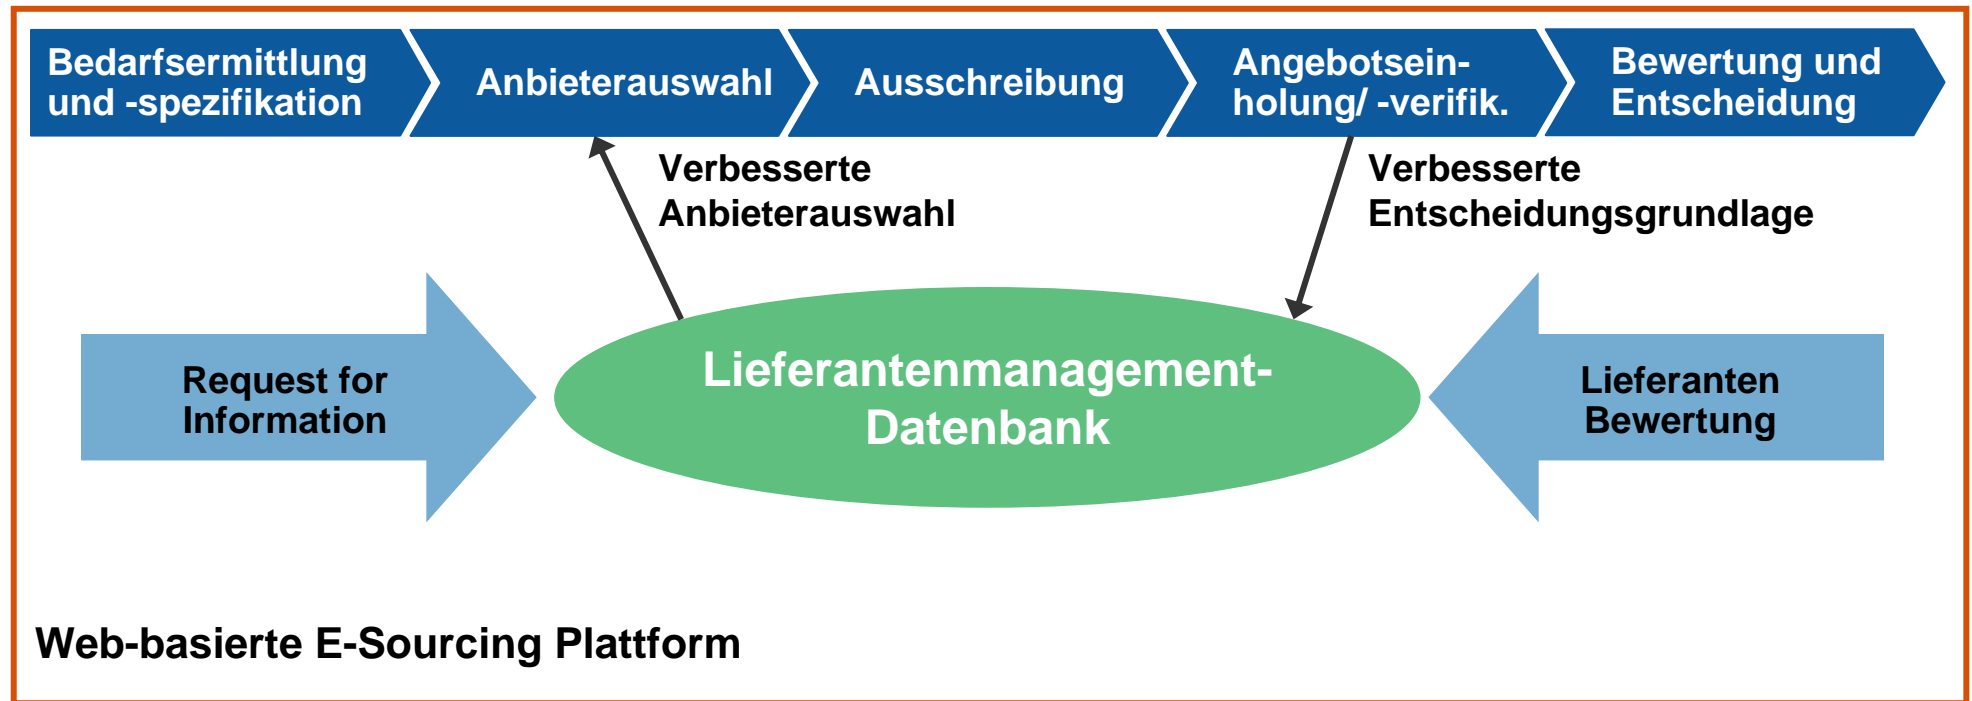 Bedarfsermittlung
und -spezifikation
Anbieterauswahl
Ausschreibung
Angebotsein-
holung/ -verifik.
Bewertung und
Entscheidung
Verbesserte
Anbieterauswahl
Verbesserte
Entscheidungsgrundlage
Request for
Information
Lieferantenmanagement-
Datenbank
Lieferanten
Bewertung
Web-basierte E-Sourcing Plattform